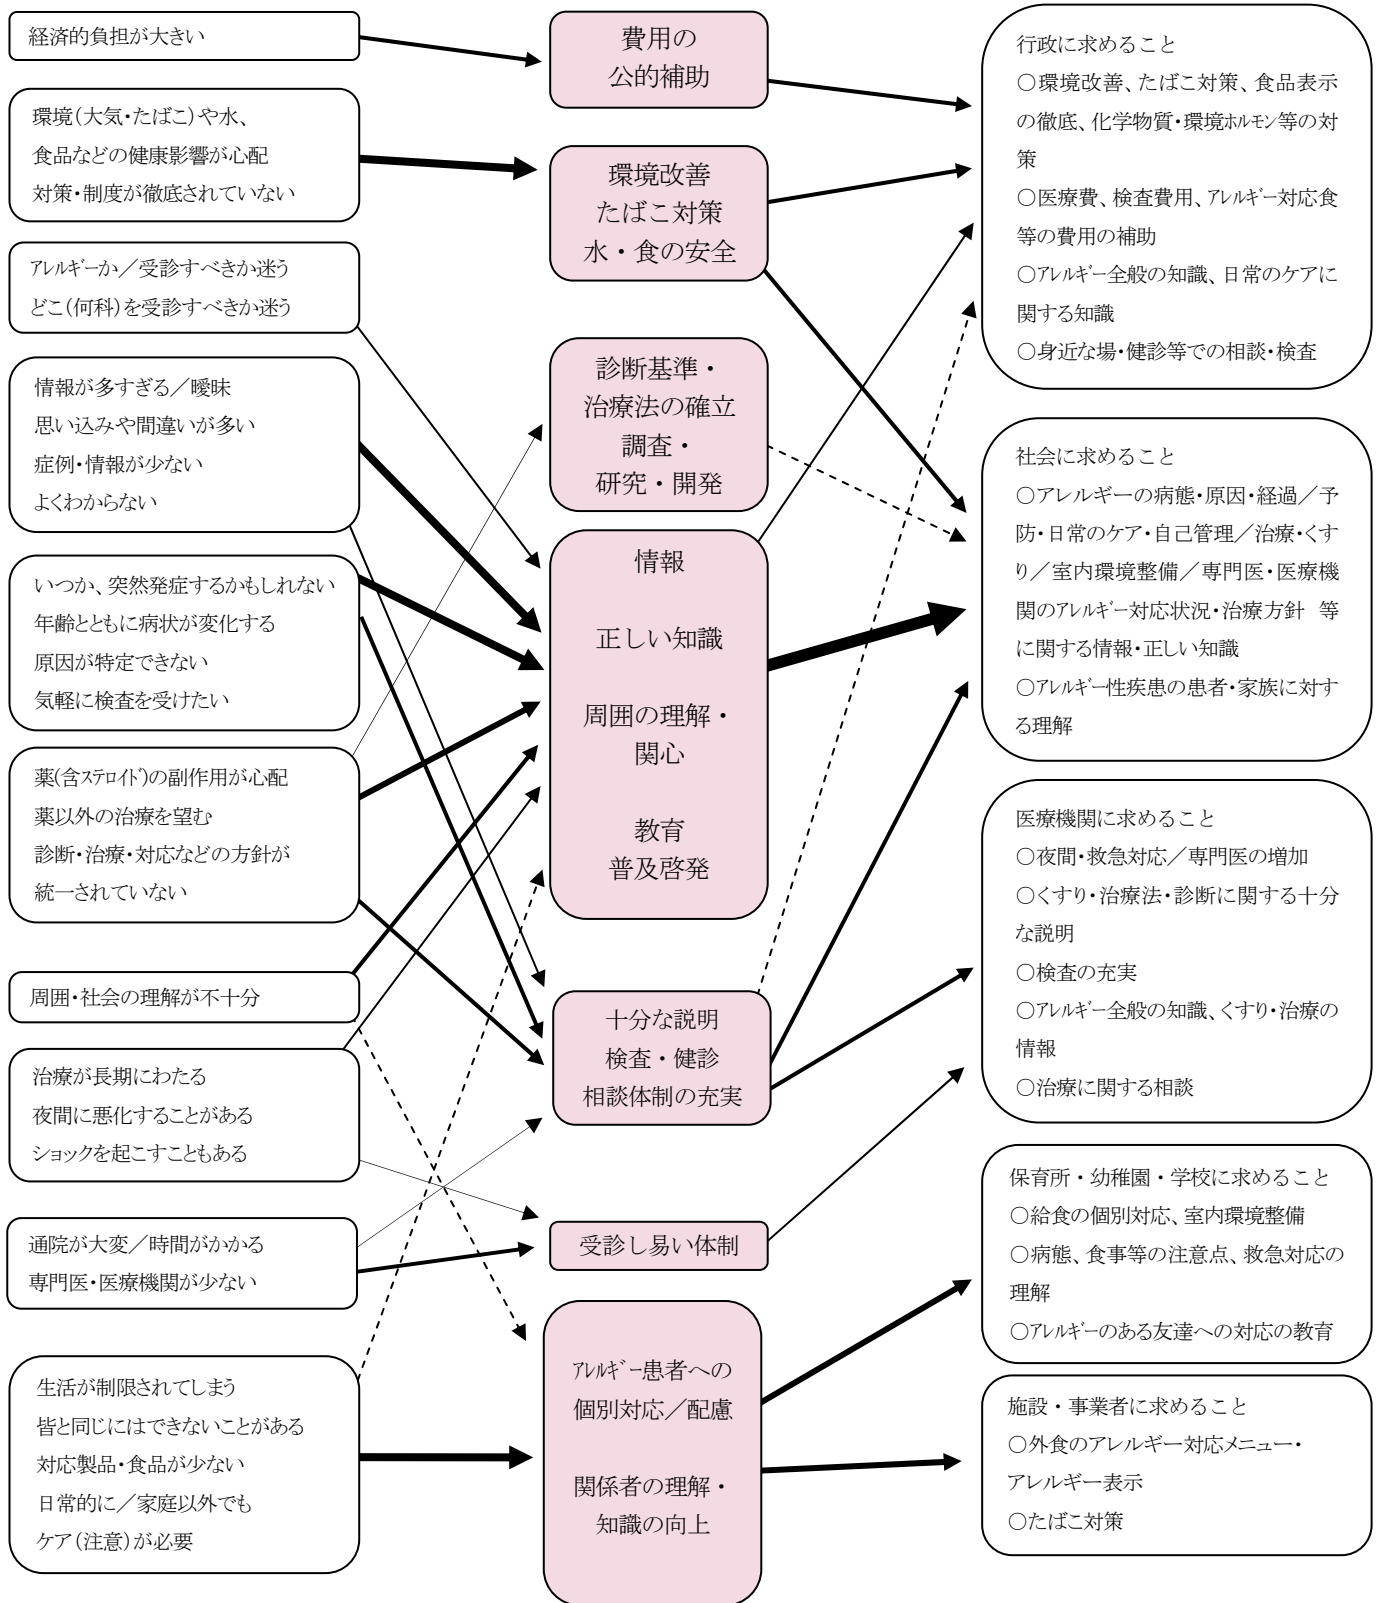 経済的負担が大きい
環境(大気・たばこ)や水、
食品などの健康影響が心配
対策・制度が徹底されていない
アレルギーか／受診すべきか迷う
どこ(何科)を受診すべきか迷う
情報が多すぎる／曖昧
思い込みや間違いが多い
症例・情報が少ない
よくわからない
いつか、突然発症するかもしれない
年齢とともに病状が変化する
原因が特定できない
気軽に検査を受けたい
薬(含ステロイド)の副作用が心配
薬以外の治療を望む
診断・治療・対応などの方針が
統一されていない
周囲・社会の理解が不十分
治療が長期にわたる
夜間に悪化することがある
ショックを起こすこともある
通院が大変／時間がかかる
専門医・医療機関が少ない
生活が制限されてしまう
皆と同じにはできないことがある
対応製品・食品が少ない
日常的に／家庭以外でも
ケア(注意)が必要
費用の
公的補助
環境改善
たばこ対策
水・食の安全
診断基準・
治療法の確立
調査・
研究・開発
情報
正しい知識
周囲の理解・
関心
教育
普及啓発
十分な説明
検査・健診
相談体制の充実
受診し易い体制
アレルギー患者への
個別対応／配慮
関係者の理解・
知識の向上
行政に求めること
○環境改善、たばこ対策、食品表示
の徹底、化学物質・環境ホルモン等の対
策
○医療費、検査費用、アレルギー対応食
等の費用の補助
○アレルギー全般の知識、日常のケアに
関する知識
○身近な場・健診等での相談・検査
社会に求めること
○アレルギーの病態・原因・経過／予
防・日常のケア・自己管理／治療・くす
り／室内環境整備／専門医・医療機
関のアレルギー対応状況・治療方針　等
に関する情報・正しい知識
○アレルギー性疾患の患者・家族に対す
る理解
医療機関に求めること
○夜間・救急対応／専門医の増加
○くすり・治療法・診断に関する十分
な説明
○検査の充実
○アレルギー全般の知識、くすり・治療の
情報
○治療に関する相談
保育所・幼稚園・学校に求めること
○給食の個別対応、室内環境整備
○病態、食事等の注意点、救急対応の
理解
○アレルギーのある友達への対応の教育
施設・事業者に求めること
○外食のアレルギー対応メニュー・
アレルギー表示
○たばこ対策